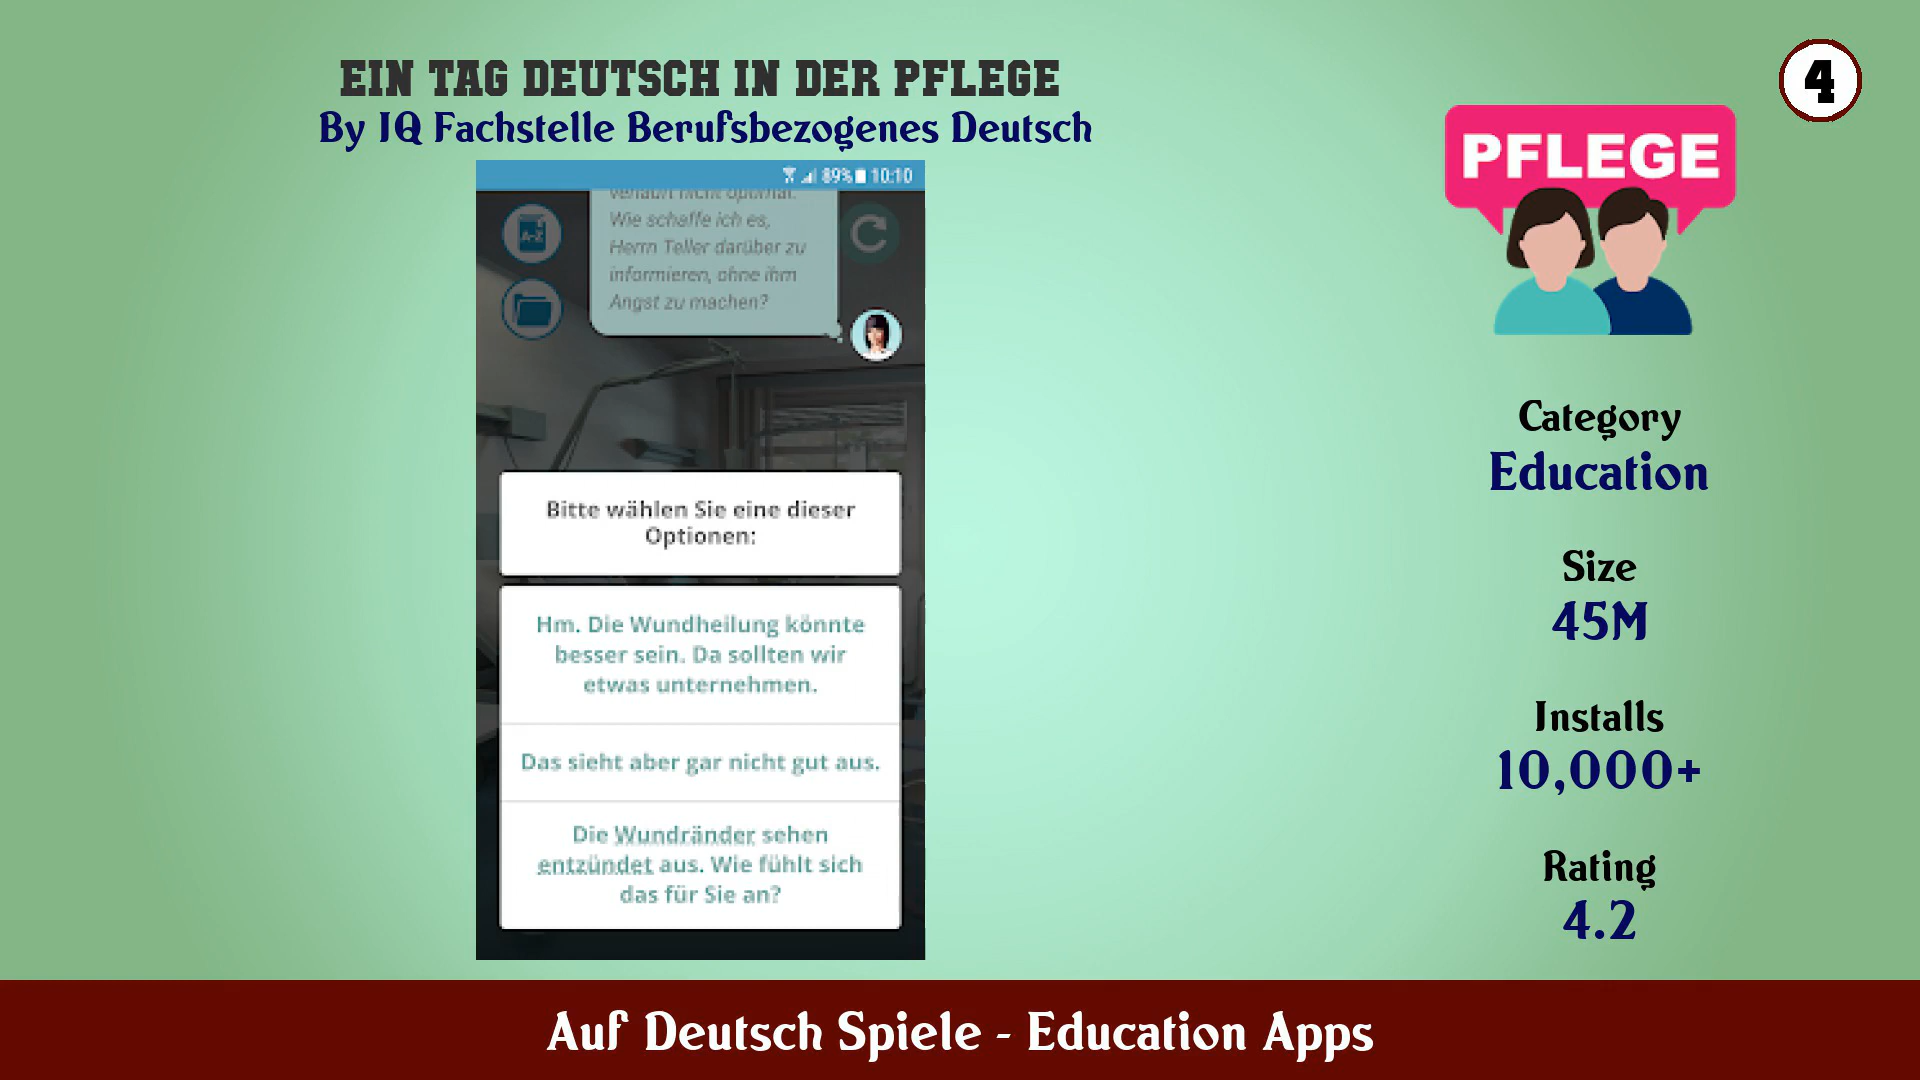 EIN TAG DEUTSCH IN DER PFLEGE
By IQ Fachstelle Berufsbezogenes Deutsch
4
PFLEGE
89% 10:10
verläuft nicht optimal.
Wie schaffe ich es,
Herrn Teller darüber zu
informieren, ohne ihm
Angst zu machen?
A-Z
Bitte wählen Sie eine dieser
Optionen:
Hm. Die Wundheilung könnte
besser sein. Da sollten wir
etwas unternehmen.
Das sieht aber gar nicht gut aus.
Die Wundränder sehen
entzündet aus. Wie fühlt sich
das für Sie an?
Category
Education
Size
45M
Installs
10,000+
Rating
4.2
Auf Deutsch Spiele - Education Apps